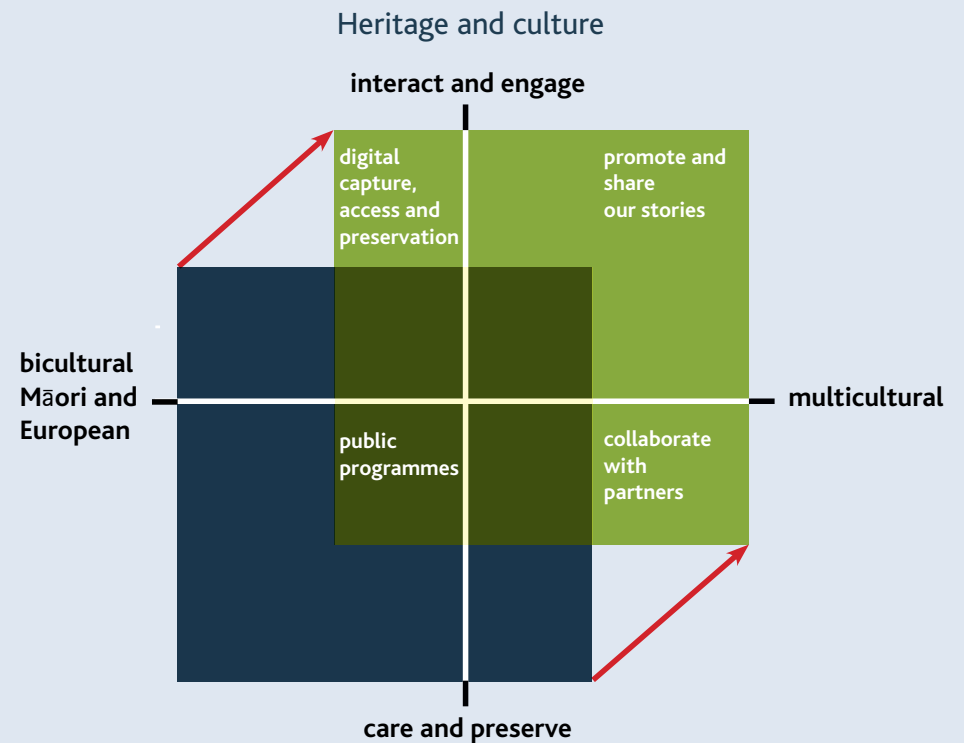 Heritage and culture
interact and engage
digital
capture,
access and
preservation
promote and
share
our stories
bicultural
Māori and
European
multicultural
public
programmes
collaborate
with
partners
care and preserve